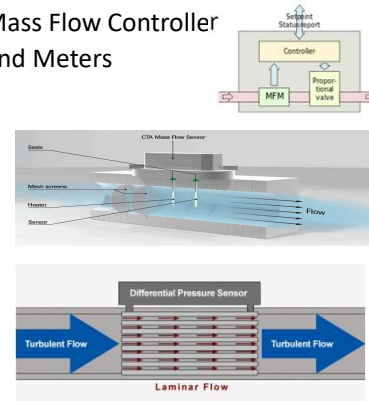 Mass Flow Controller
and Meters
Setpoint
Status report
Controller
MFM
Propor-
tional
valve
CTA Mass Flow Sensor
Seals
Mesh screens
Heater
Sensor
Flow
Differential Pressure Sensor
Turbulent Flow
Turbulent Flow
Laminar Flow